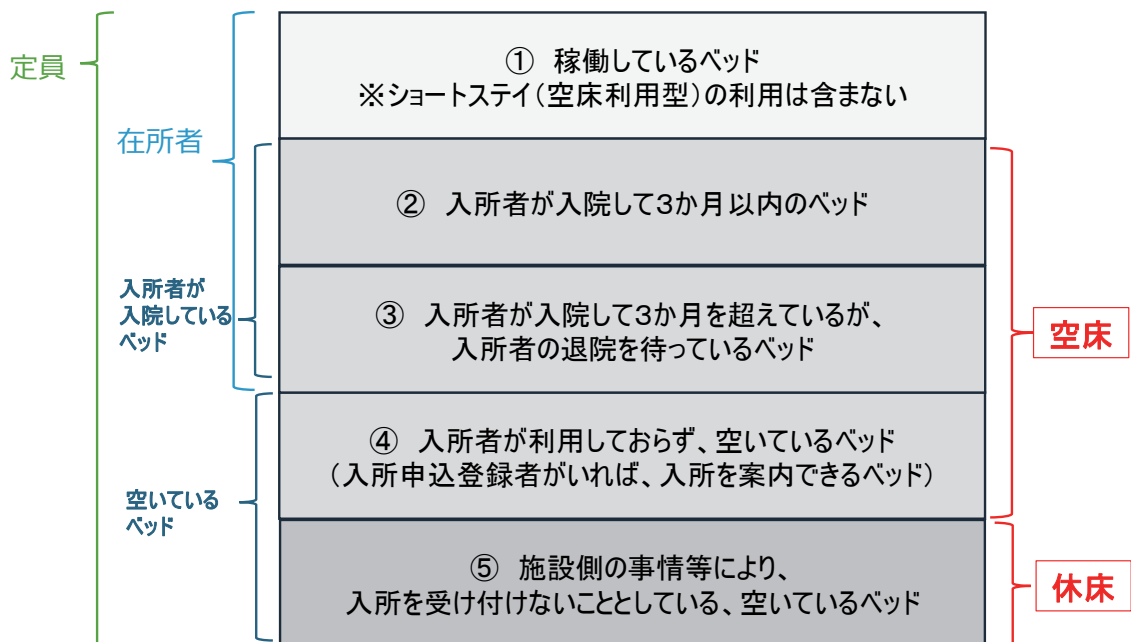 定員
在所者
① 稼働しているベッド
※ショートステイ(空床利用型)の利用は含まない
② 入所者が入院して3か月以内のベッド
入所者が
入院している
ベッド
③ 入所者が入院して3か月を超えているが、
入所者の退院を待っているベッド
空床
④ 入所者が利用しておらず、空いているベッド
(入所申込登録者がいれば、入所を案内できるベッド)
空いている
ベッド
⑤ 施設側の事情等により、
入所を受け付けないこととしている、空いているベッド
休床